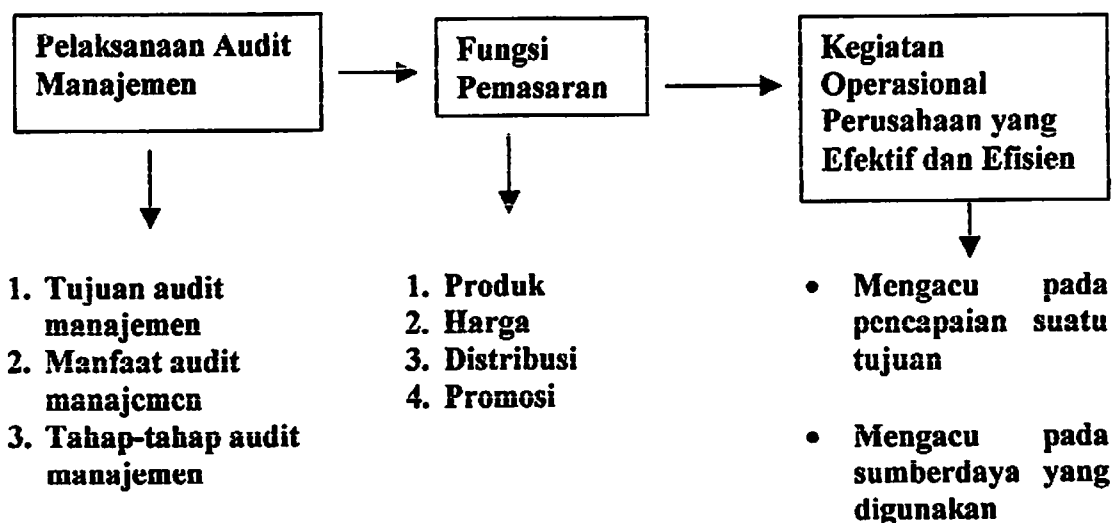 Pelaksanaan Audit
Manajemen
Fungsi
Pemasaran
Kegiatan
Operasional
Perusahaan yang
Efektif dan Efisien
1. Tujuan audit
manajemen
2. Manfaat audit
manajemen
3. Tahap-tahap audit
manajemen
1. Produk
2. Harga
3. Distribusi
4. Promosi
• Mengacu pada
pencapaian suatu
tujuan
• Mengacu pada
sumberdaya yang
digunakan